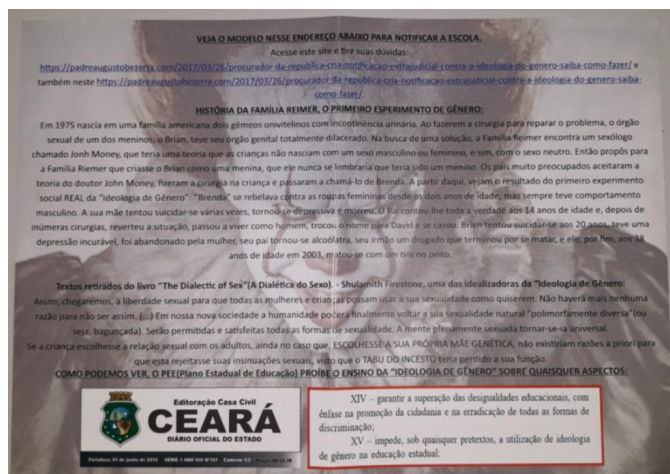 VEJA O MODELO NESSE ENDEREÇO ABAIXO PARA NOTIFICAR A ESCOLA.
Acesse este site e tire suas dúvidas:
https://padreaugustobezerra.com/2017/03/26/procurador-da-republica-cria-notificacao-extrajudicial-contra-a-ideologia-do-genero-saiba-como-fazer/ e
também neste https://padreaugustobezerra.com/2017/03/26/procurador-da-republica-cria-notificacao-extrajudicial-contra-a-ideologia-do-genero-saiba-
como-fazer/.
HISTÓRIA DA FAMÍLIA REIMER, O PRIMEIRO ESPERIMENTO DE GÊNERO:
Em 1975 nascia em uma família americana dois gêmeos univitelinos com incontinência urinária. Ao fazerem a cirurgia para reparar o problema, o órgão
sexual de um dos meninos, o Brian, teve seu órgão genital totalmente dilacerado. Na busca de uma solução, a Família Reimer encontra um sexólogo
chamado Jonh Money, que teria uma teoria que as crianças não nasciam com um sexo masculino ou feminino, e sim, com o sexo neutro. Então propôs para
a Família Riemer que criasse o Brian como uma menina, que ele nunca se lembraria que teria sido um menino. Os pais muito preocupados aceitaram a
teoria do doutor John Money, fizeram a cirurgia na criança e passaram a chamá-lo de Brenda. A partir daqui, vejam o resultado do primeiro experimento
social REAL da "Ideologia de Gênero": "Brenda" se rebelava contra as roupas femininas desde os dois anos de idade, mas sempre teve comportamento
masculino. A sua mãe tentou suicidar-se várias vezes, tornou-se depressiva e morreu. O pai contou-lhe toda a verdade aos 14 anos de idade e, depois de
inúmeras cirurgias, reverteu a situação, passou a viver como homem, trocou o nome para David e se casou. Brien tentou suicidar-se aos 20 anos, teve uma
depressão incurável, foi abandonado pela mulher, seu pai tornou-se alcoólatra, seu irmão um drogado que terminou por se matar, e ele, por fim, aos 38
anos de idade em 2003, matou-se com um tiro no peito.
Textos retirados do livro "The Dialectic of Sex"(A Dialética do Sexo). - Shulamith Firestone, uma das idealizadoras da "Ideologia de Gênero:
Assim, chegaremos, à liberdade sexual para que todas as mulheres e crianças possam usar a sua sexualidade como quiserem. Não haverá mais nenhuma
razão para não ser assim. (...) Em nossa nova sociedade a humanidade poderá finalmente voltar a sua sexualidade natural "polimorfamente diversa"(ou
seja, bagunçada). Serão permitidas e satisfeitas todas as formas de sexualidade. A mente plenamente sexuada tornar-se-ia universal.
Se a criança escolhesse a relação sexual com os adultos, ainda no caso que, ESCOLHESSE A SUA PRÓPRIA MÃE GENÉTICA, não existiriam razões a priori para
que esta rejeitasse suas insinuações sexuais, visto que o TABU DO INCESTO teria perdido a sua função.
COMO PODEMOS VER, O PEE(Plano Estadual de Educação) PROÍBE O ENSINO DA "IDEOLOGIA DE GÊNERO" SOBRE QUAISQUER ASPECTOS:
Editoração Casa Civil
CEARÁ
DIÁRIO OFICIAL DO ESTADO
Fortaleza, 01 de junho de 2016 SÉRIE 3 ANO VIII Nº101 Caderno 1/3
XIV – garantir a superação das desigualdades educacionais, com
ênfase na promoção da cidadania e na erradicação de todas as formas de
discriminação;
XV – impede, sob quaisquer pretextos, a utilização de ideologia
de gênero na educação estadual.